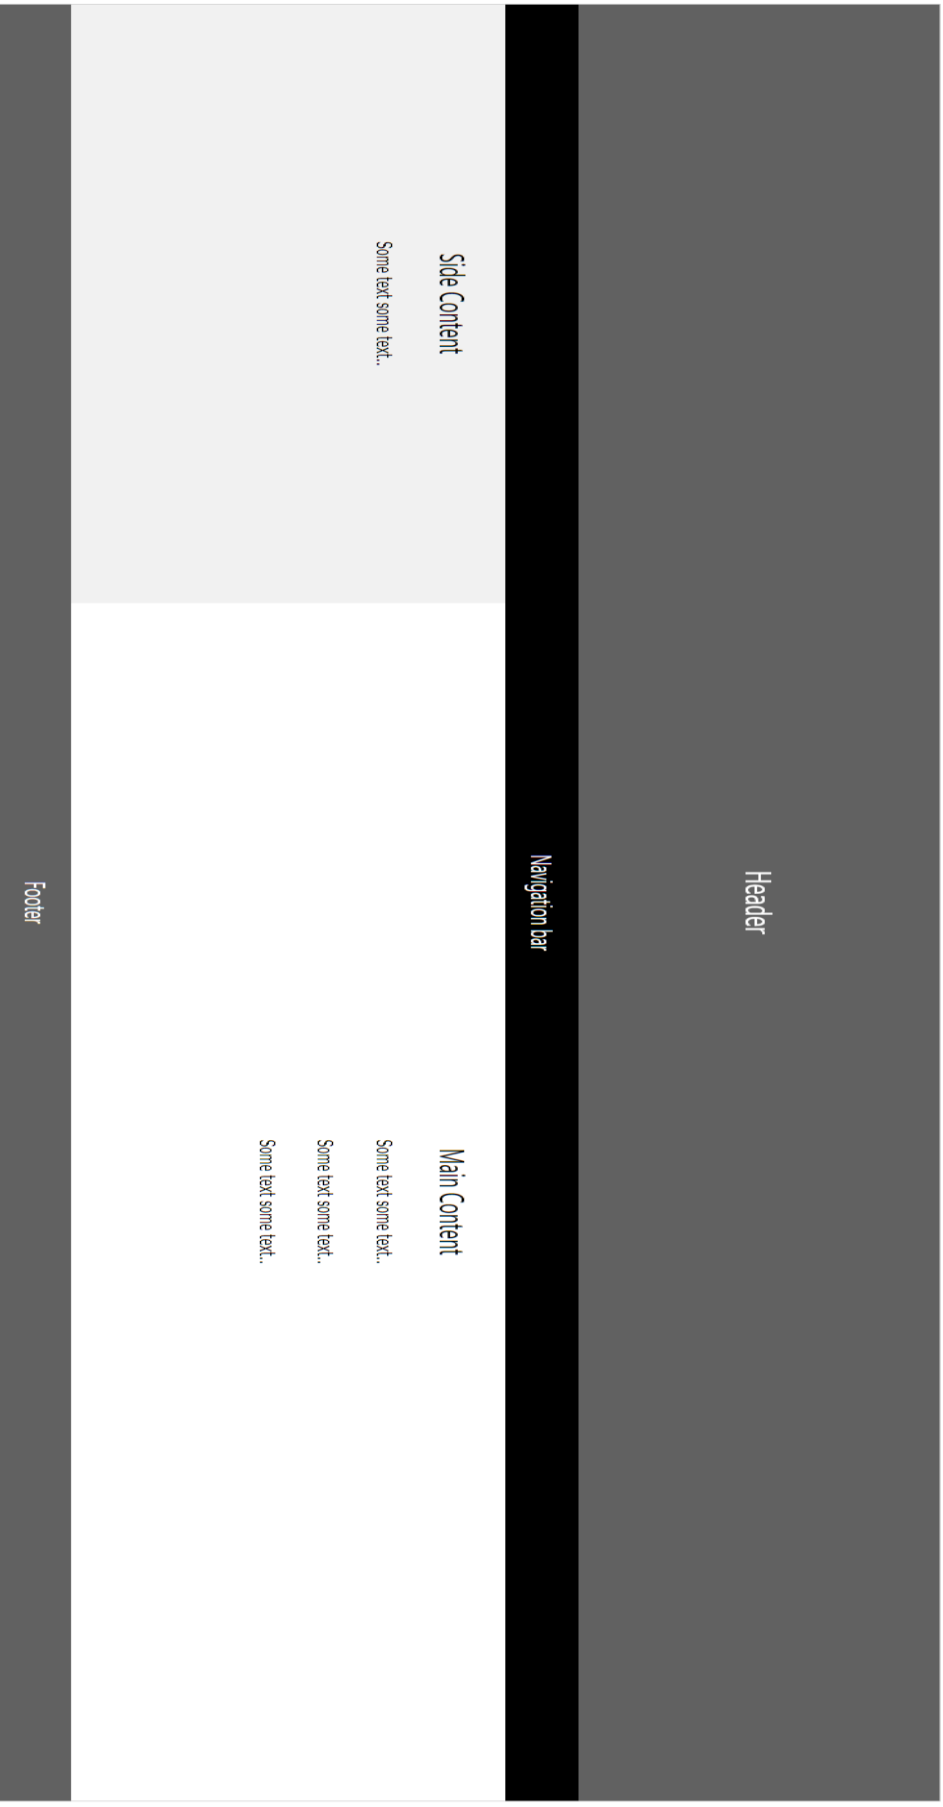 Header
Navigation bar
Side Content
Some text some text..
Main Content
Some text some text..
Some text some text..
Some text some text..
Footer